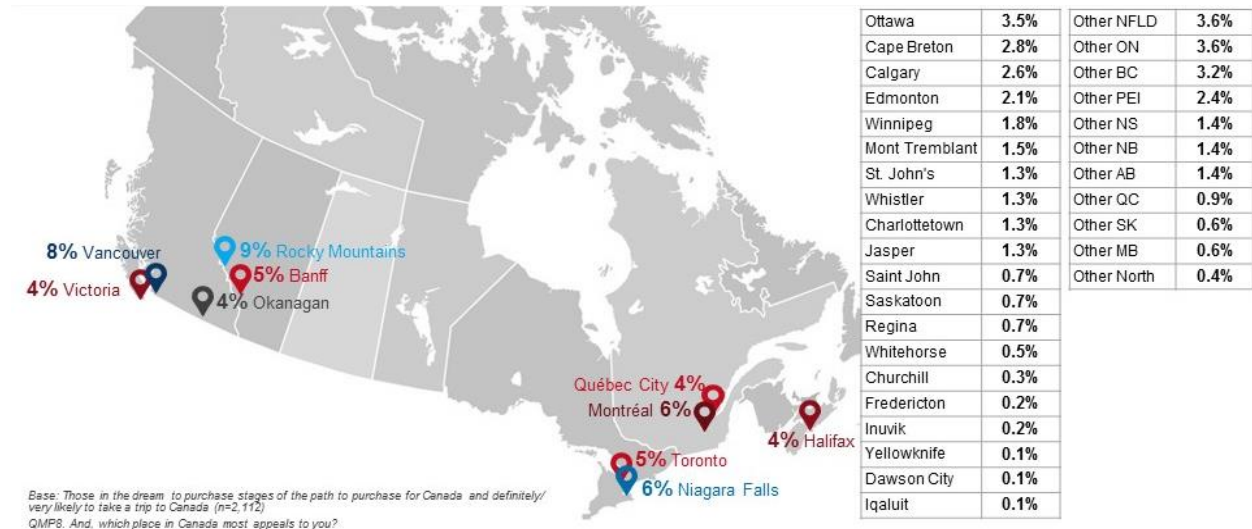 8% Vancouver
4% Victoria
9% Rocky Mountains
5% Banff
4% Okanagan
Québec City 4%
Montréal 6%
4% Halifax
5% Toronto
6% Niagara Falls
Base: Those in the dream to purchase stages of the path to purchase for Canada and definitely/
very likely to take a trip to Canada (n=2,112)
QMP8. And, which place in Canada most appeals to you?
Ottawa 3.5%
Cape Breton 2.8%
Calgary 2.6%
Edmonton 2.1%
Winnipeg 1.8%
Mont Tremblant 1.5%
St. John's 1.3%
Whistler 1.3%
Charlottetown 1.3%
Jasper 1.3%
Saint John 0.7%
Saskatoon 0.7%
Regina 0.7%
Whitehorse 0.5%
Churchill 0.3%
Fredericton 0.2%
Inuvik 0.2%
Yellowknife 0.1%
Dawson City 0.1%
Iqaluit 0.1%
Other NFLD 3.6%
Other ON 3.6%
Other BC 3.2%
Other PEI 2.4%
Other NS 1.4%
Other NB 1.4%
Other AB 1.4%
Other QC 0.9%
Other SK 0.6%
Other MB 0.6%
Other North 0.4%